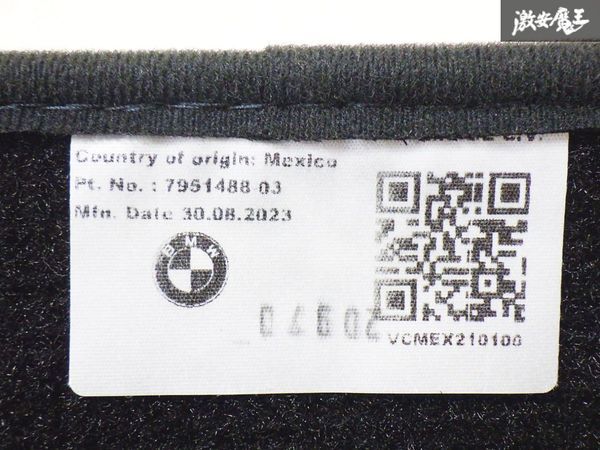 激安魔王
Country of origin: Mexico
Pt. No. : 7951488 03
Mfn. Date 30.08.2023
BMW
VCMEX210100